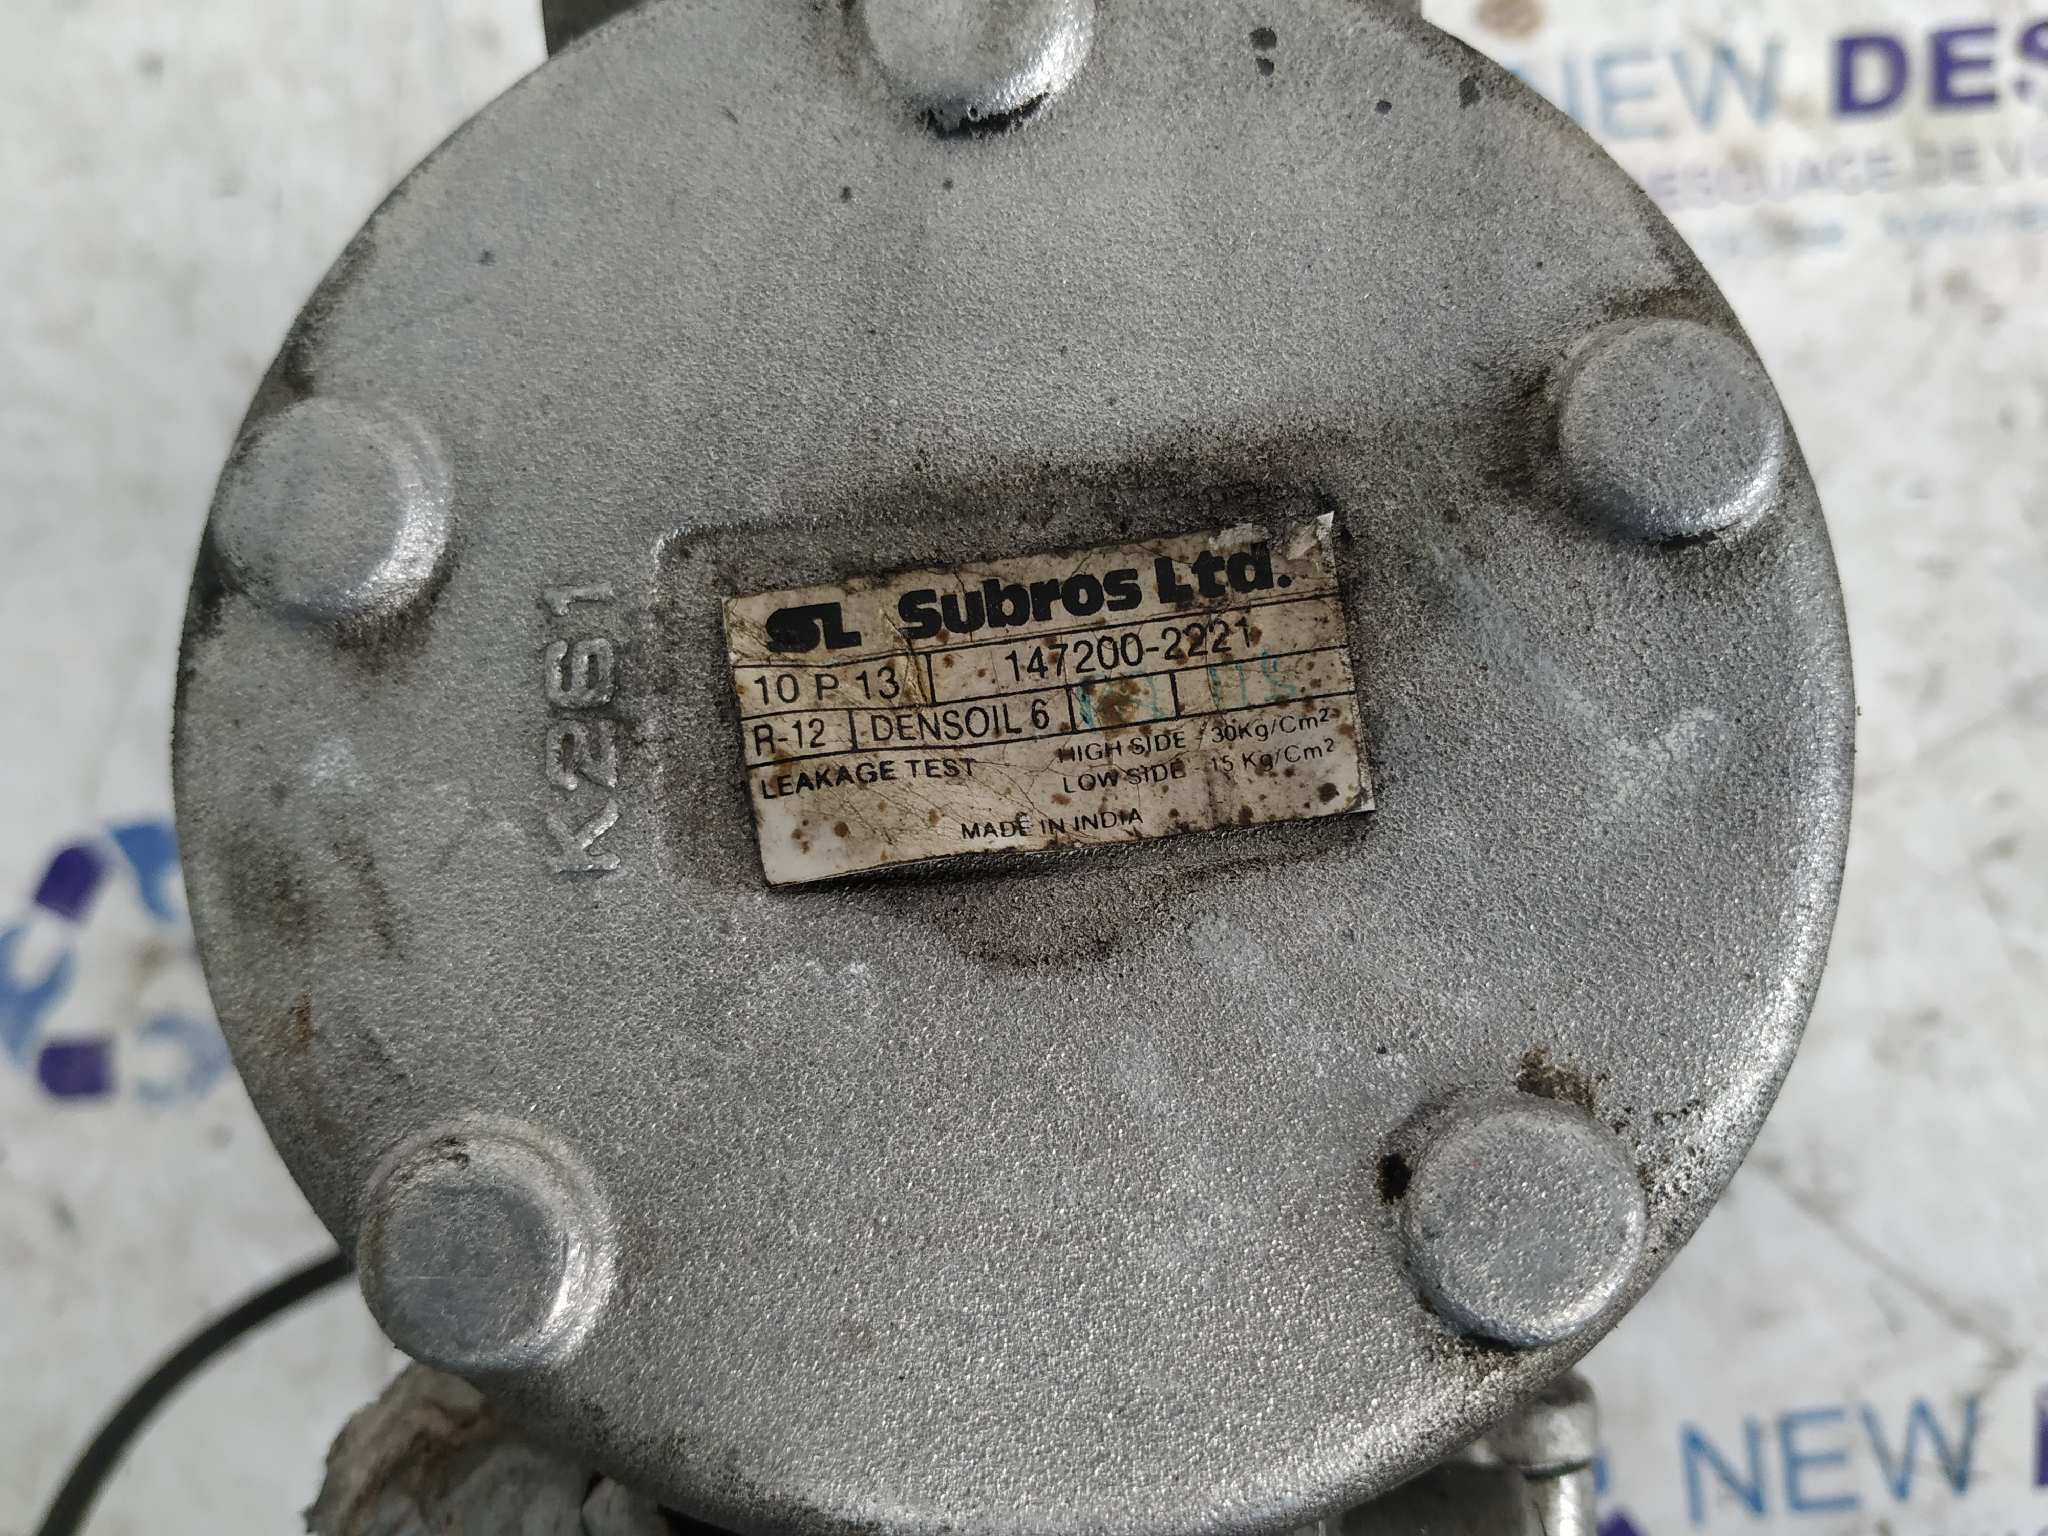 NEW DES
SL Subros Ltd.
10 P 13 147200-2221
R-12 DENSOIL 6
LEAKAGE TEST HIGH SIDE - 30Kg/Cm²
LOW SIDE - 15 Kg/Cm²
MADE IN INDIA
K261
NEW